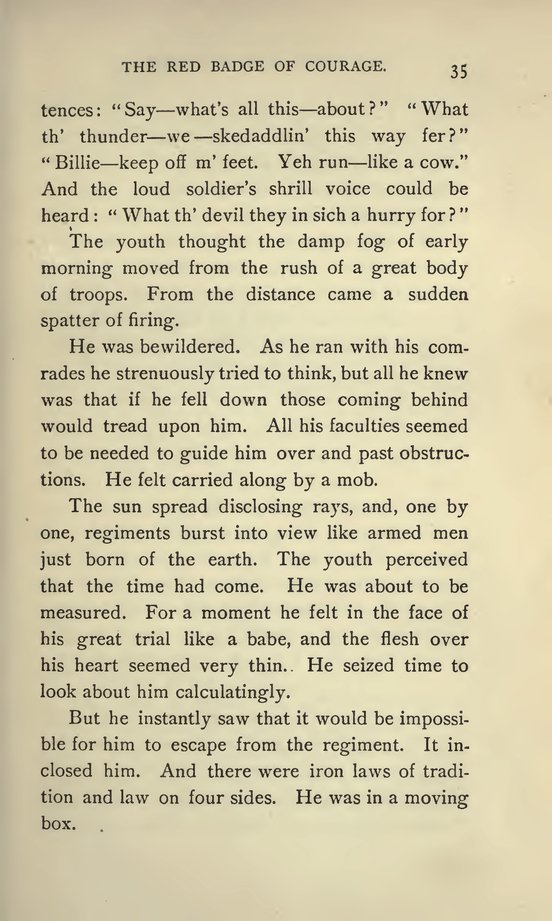 THE RED BADGE OF COURAGE. 35
tences: "Say—what's all this—about?" "What
th' thunder—we—skedaddlin' this way fer?"
"Billie—keep off m' feet. Yeh run—like a cow."
And the loud soldier's shrill voice could be
heard: "What th' devil they in sich a hurry for?"
The youth thought the damp fog of early
morning moved from the rush of a great body
of troops. From the distance came a sudden
spatter of firing.
He was bewildered. As he ran with his com-
rades he strenuously tried to think, but all he knew
was that if he fell down those coming behind
would tread upon him. All his faculties seemed
to be needed to guide him over and past obstruc-
tions. He felt carried along by a mob.
The sun spread disclosing rays, and, one by
one, regiments burst into view like armed men
just born of the earth. The youth perceived
that the time had come. He was about to be
measured. For a moment he felt in the face of
his great trial like a babe, and the flesh over
his heart seemed very thin. He seized time to
look about him calculatingly.
But he instantly saw that it would be impossi-
ble for him to escape from the regiment. It in-
closed him. And there were iron laws of tradi-
tion and law on four sides. He was in a moving
box.